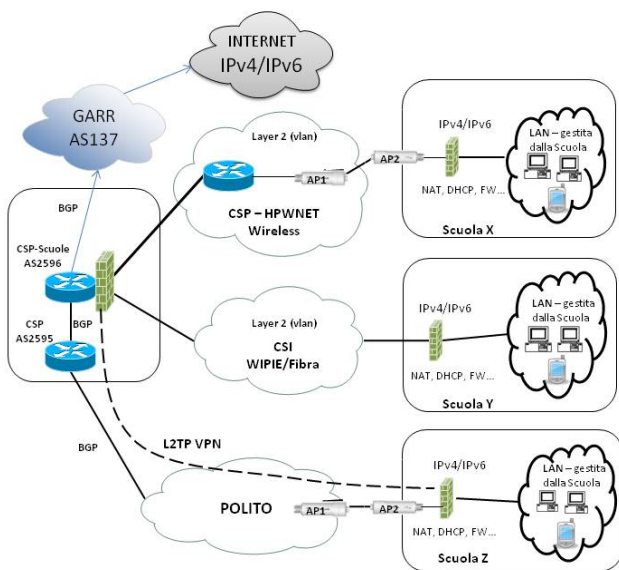 INTERNET
IPv4/IPv6
GARR
AS137
BGP
CSP-Scuole
AS2596
BGP
CSP
AS2595
BGP
Layer 2 (vlan)
AP1
CSP – HPWNET
Wireless
AP2
IPv4/IPv6
NAT, DHCP, FW...
LAN – gestita
dalla Scuola
Scuola X
Layer 2 (vlan)
CSI
WIPIE/Fibra
IPv4/IPv6
NAT, DHCP, FW...
LAN – gestita
dalla Scuola
Scuola Y
L2TP VPN
POLITO
AP1
AP2
IPv4/IPv6
NAT, DHCP, FW...
LAN – gestita
dalla Scuola
Scuola Z